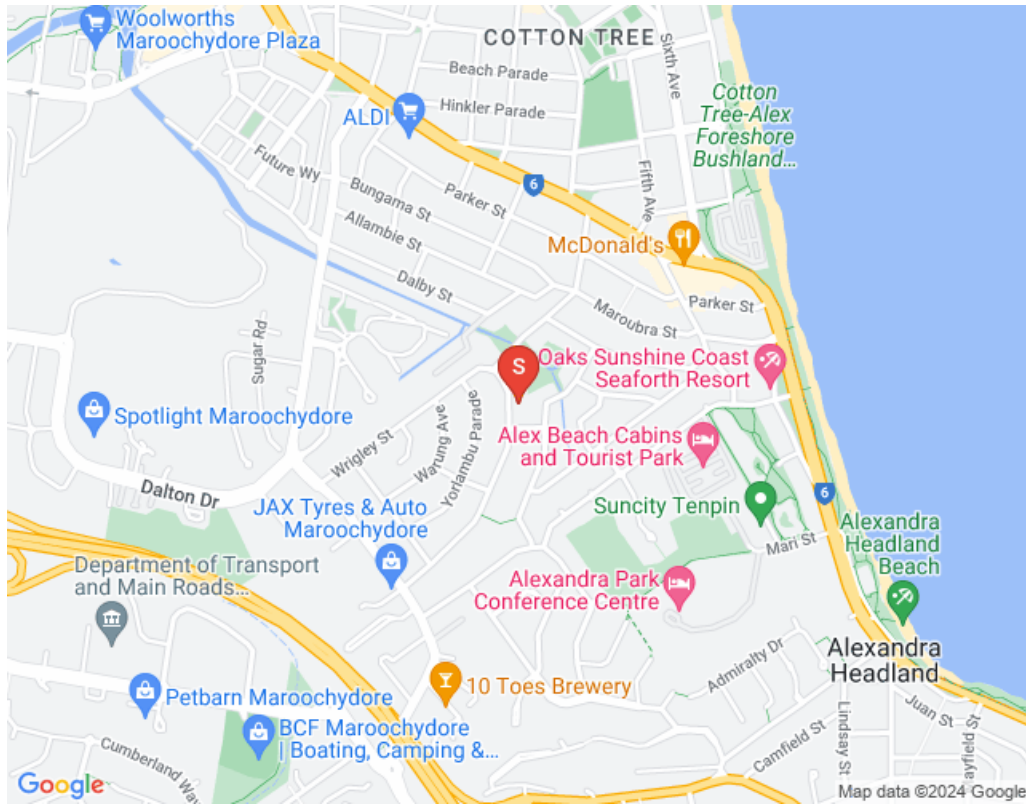 Woolworths
Maroochydore Plaza
COTTON TREE
Sixth Ave
Beach Parade
Hinkler Parade
ALDI
Cotton
Tree-Alex
Foreshore
Bushland...
Future Wy
Bungama St
Parker St
6
Fifth Ave
Allambie St
McDonald's
Dalby St
Parker St
Maroubra St
Sugar Rd
S
Oaks Sunshine Coast
Seaforth Resort
Spotlight Maroochydore
Wrigley St
Warung Ave
Yorlambu Parade
Alex Beach Cabins
and Tourist Park
Dalton Dr
JAX Tyres & Auto
Maroochydore
Suncity Tenpin
6
Mari St
Alexandra
Headland
Beach
Department of Transport
and Main Roads...
Alexandra Park
Conference Centre
Alexandra
Headland
Admiralty Dr
Petbarn Maroochydore
10 Toes Brewery
BCF Maroochydore
| Boating, Camping &...
Juan St
Lindsay St
Camfield St
ayfield St
Cumberland Way
Google
Map data ©2024 Google